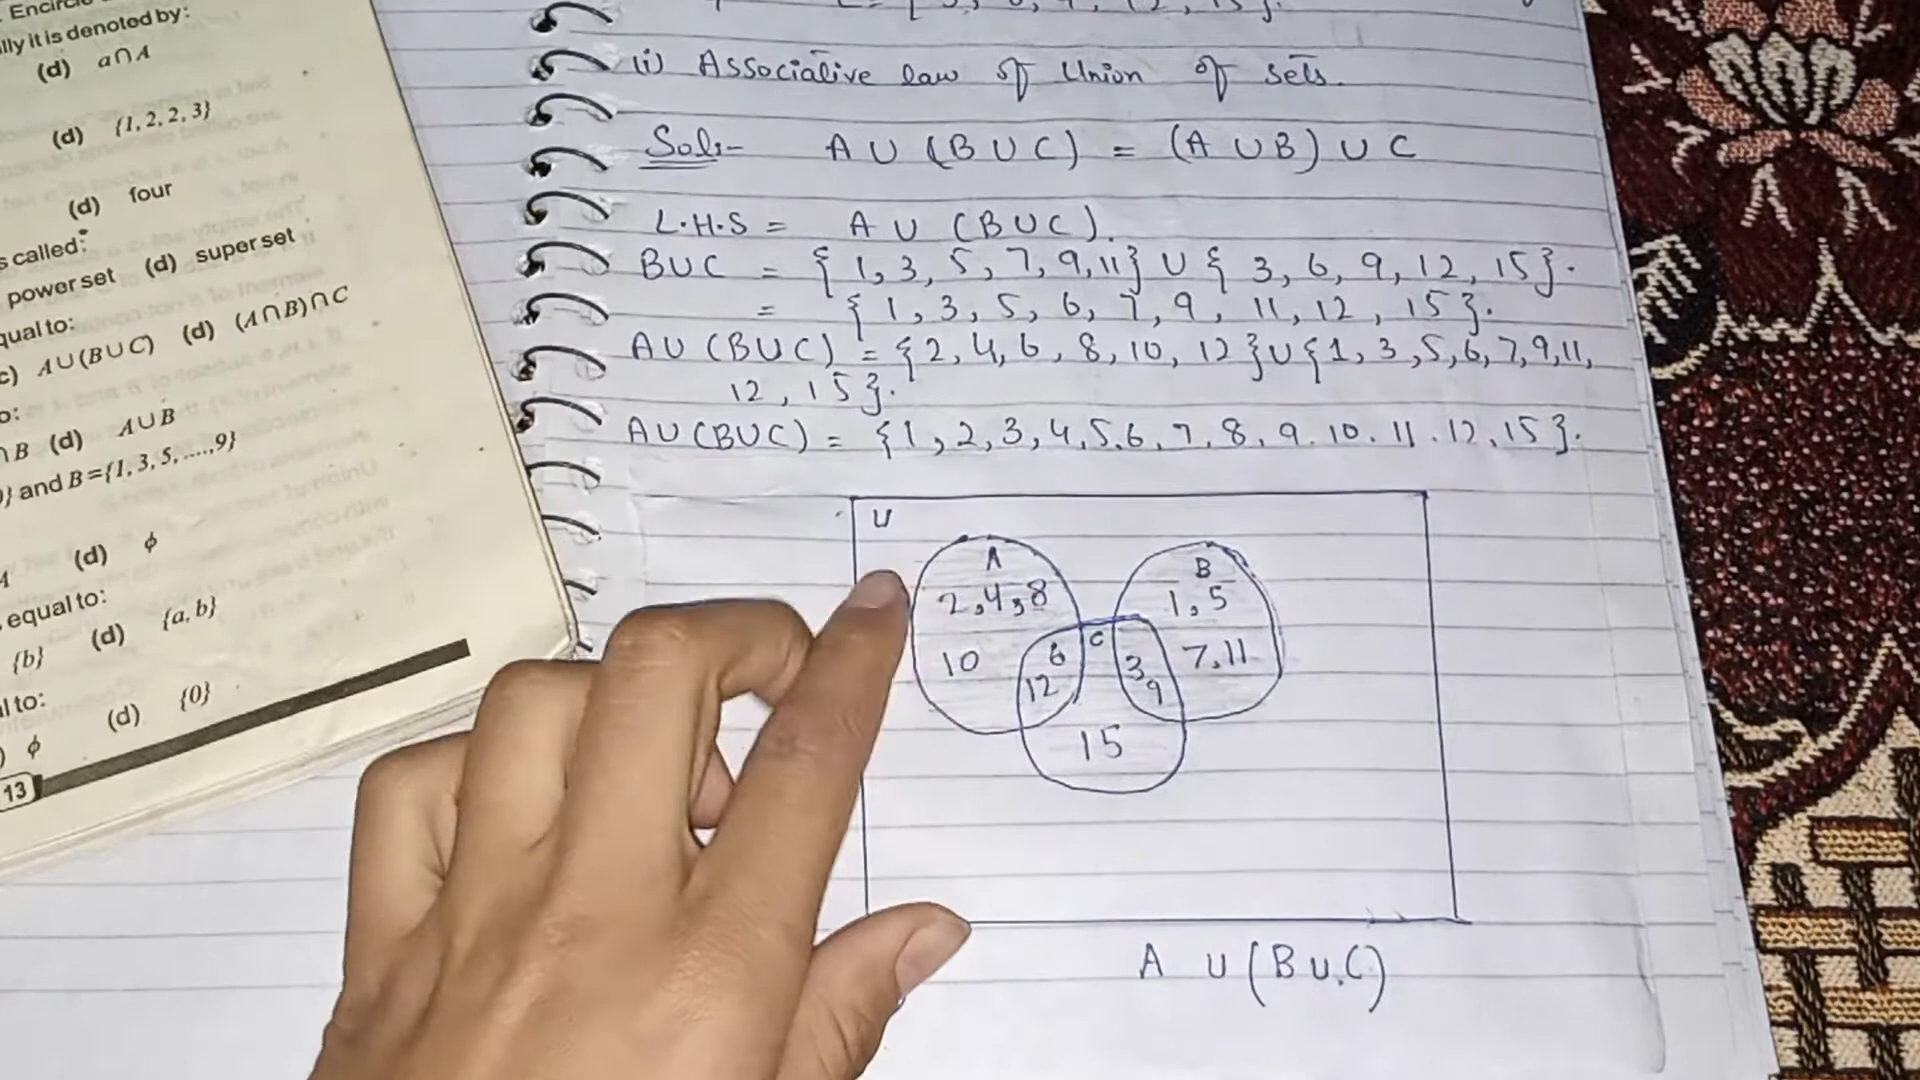 Encircle
lly it is denoted by:
(d) a∩A
(d) {1, 2, 2, 3}
(d) four
s called:
power set (d) super set
qual to:
c) A∪(B∪C) (d) (A∩B)∩C
o:
∩B (d) A∪B
} and B={1, 3, 5, ....,9}
(d) ϕ
equal to:
{b} (d) {a, b}
l to:
) ϕ (d) {0}
13
(i) Associative law of Union of sets.
Sol:- A ∪ (B ∪ C) = (A ∪ B) ∪ C
L.H.S = A ∪ (B ∪ C).
B∪C = { 1, 3, 5, 7, 9, 11} ∪ { 3, 6, 9, 12, 15}.
= { 1, 3, 5, 6, 7, 9, 11, 12, 15}.
A∪ (B∪C) = {2, 4, 6, 8, 10, 12 }∪{1, 3, 5, 6, 7, 9, 11,
12, 15}.
A∪(B∪C) = {1, 2, 3, 4, 5, 6, 7, 8, 9. 10. 11. 12, 15}.
U
A
B
2, 4, 8
1, 5
C
10
6
3
7, 11
12
9
15
A ∪ (B ∪ C)